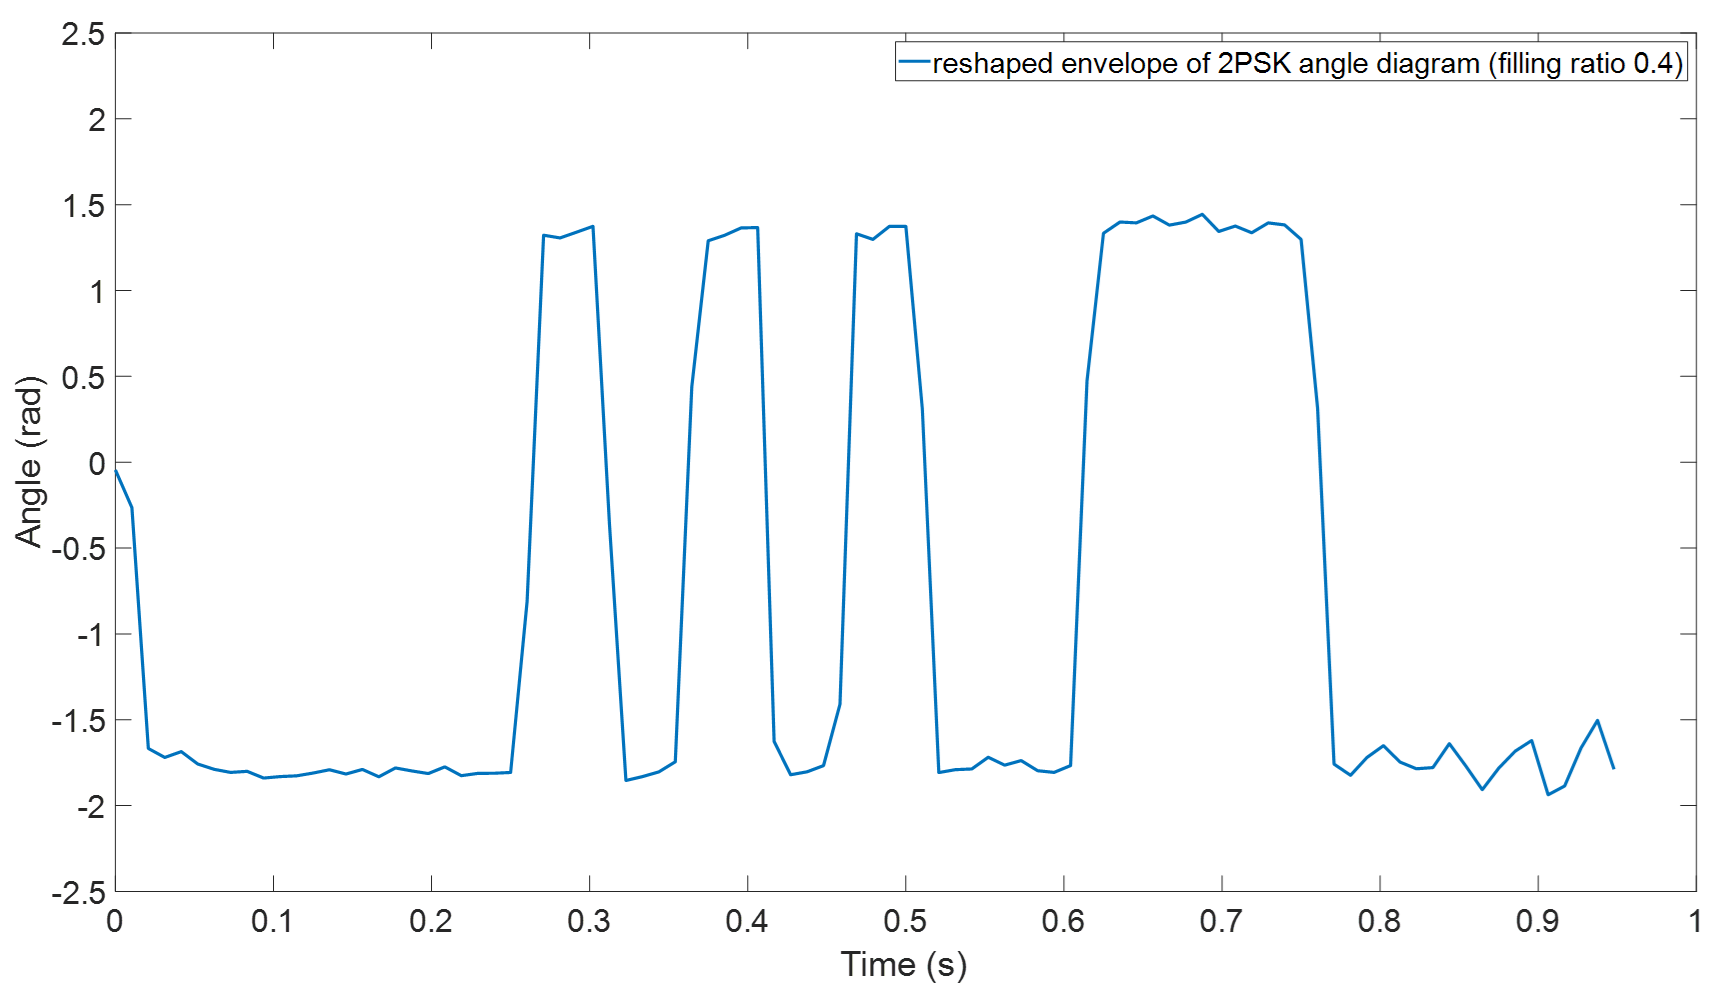 reshaped envelope of 2PSK angle diagram (filling ratio 0.4)
2.5
2
1.5
1
0.5
0
-0.5
-1
-1.5
-2
-2.5
Angle (rad)
0 0.1 0.2 0.3 0.4 0.5 0.6 0.7 0.8 0.9 1
Time (s)